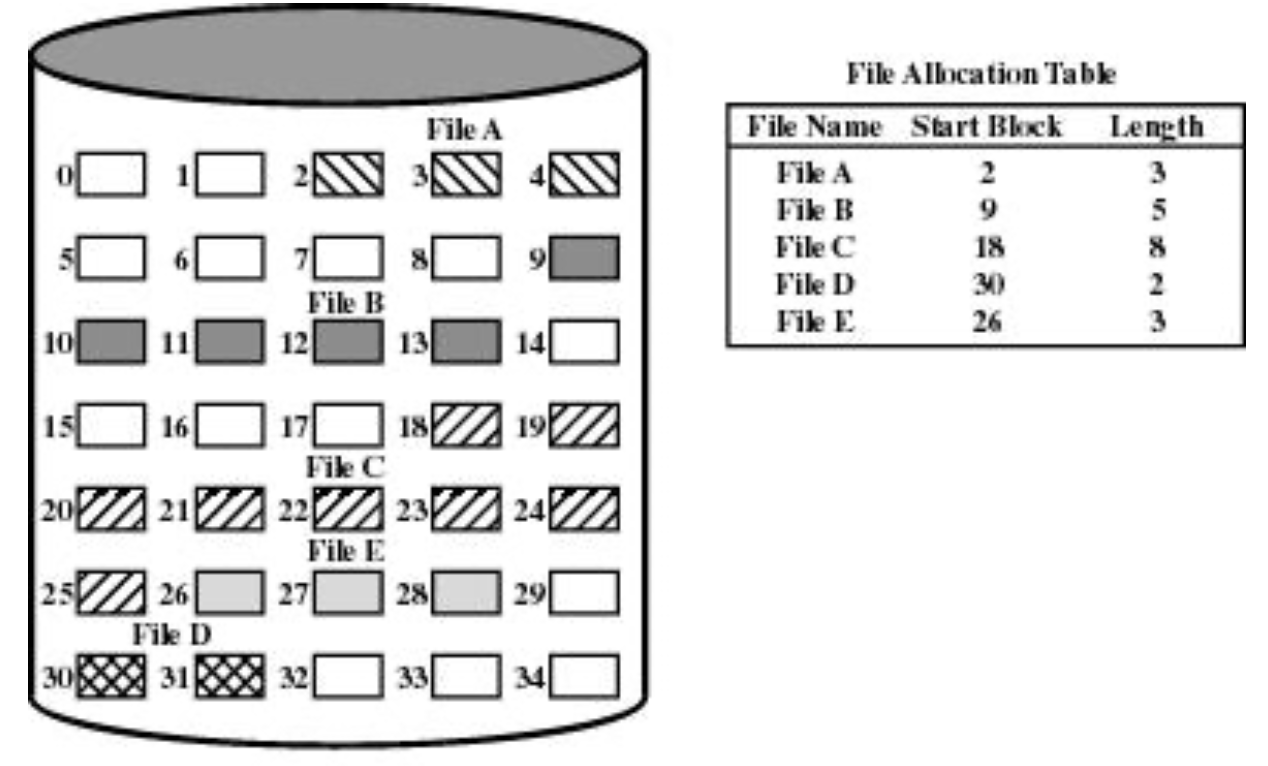 File A
0 1 2 3 4
5 6 7 8 9
File B
10 11 12 13 14
15 16 17 18 19
File C
20 21 22 23 24
File E
25 26 27 28 29
File D
30 31 32 33 34
File Allocation Table
File Name Start Block Length
File A 2 3
File B 9 5
File C 18 8
File D 30 2
File E 26 3